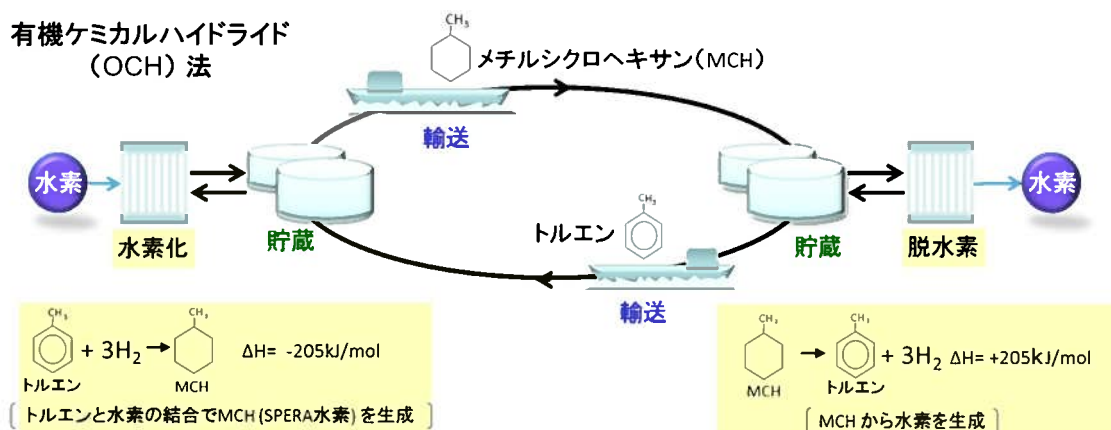 有機ケミカルハイドライド
（OCH）法
CH₃
メチルシクロヘキサン（MCH）
輸送
水素
水素化
貯蔵
トルエン
CH₃
輸送
貯蔵
脱水素
水素
CH₃
+ 3H₂
トルエン
CH₃
MCH
ΔH= -205kJ/mol
トルエンと水素の結合でMCH (SPERA水素) を生成
CH₃
MCH
CH₃
トルエン
+ 3H₂ ΔH= +205kJ/mol
MCH から水素を生成